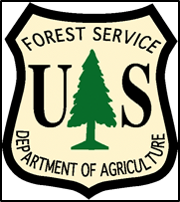 FOREST SERVICE
U S
DEPARTMENT OF AGRICULTURE